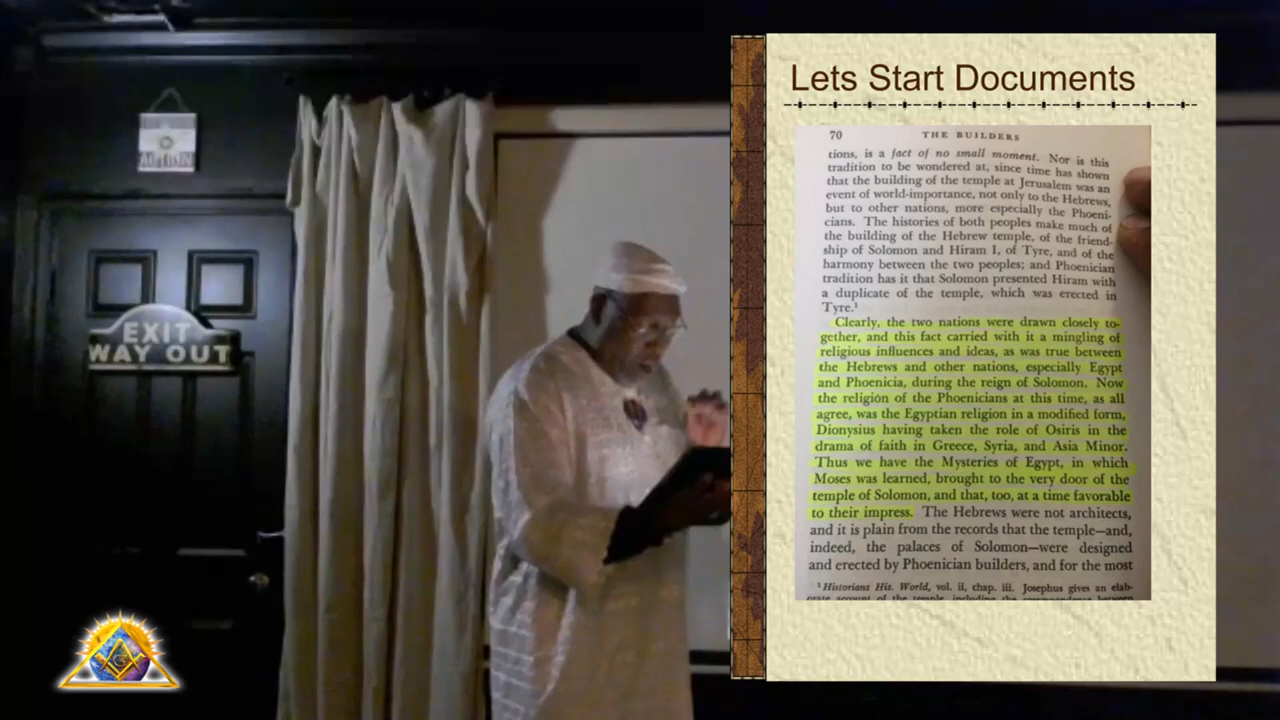 EXIT
WAY OUT
G
Lets Start Documents
70 THE BUILDERS
tions, is a fact of no small moment. Nor is this
tradition to be wondered at, since time has shown
that the building of the temple at Jerusalem was an
event of world-importance, not only to the Hebrews,
but to other nations, more especially the Phoeni-
cians. The histories of both peoples make much of
the building of the Hebrew temple, of the friend-
ship of Solomon and Hiram I, of Tyre, and of the
harmony between the two peoples; and Phoenician
tradition has it that Solomon presented Hiram with
a duplicate of the temple, which was erected in
Tyre.¹
Clearly, the two nations were drawn closely to-
gether, and this fact carried with it a mingling of
religious influences and ideas, as was true between
the Hebrews and other nations, especially Egypt
and Phoenicia, during the reign of Solomon. Now
the religion of the Phoenicians at this time, as all
agree, was the Egyptian religion in a modified form,
Dionysius having taken the role of Osiris in the
drama of faith in Greece, Syria, and Asia Minor.
Thus we have the Mysteries of Egypt, in which
Moses was learned, brought to the very door of the
temple of Solomon, and that, too, at a time favorable
to their impress. The Hebrews were not architects,
and it is plain from the records that the temple—and,
indeed, the palaces of Solomon—were designed
and erected by Phoenician builders, and for the most
¹ Historians His. World, vol. ii, chap. iii. Josephus gives an elab-
orate account of the temple, including the correspondence between